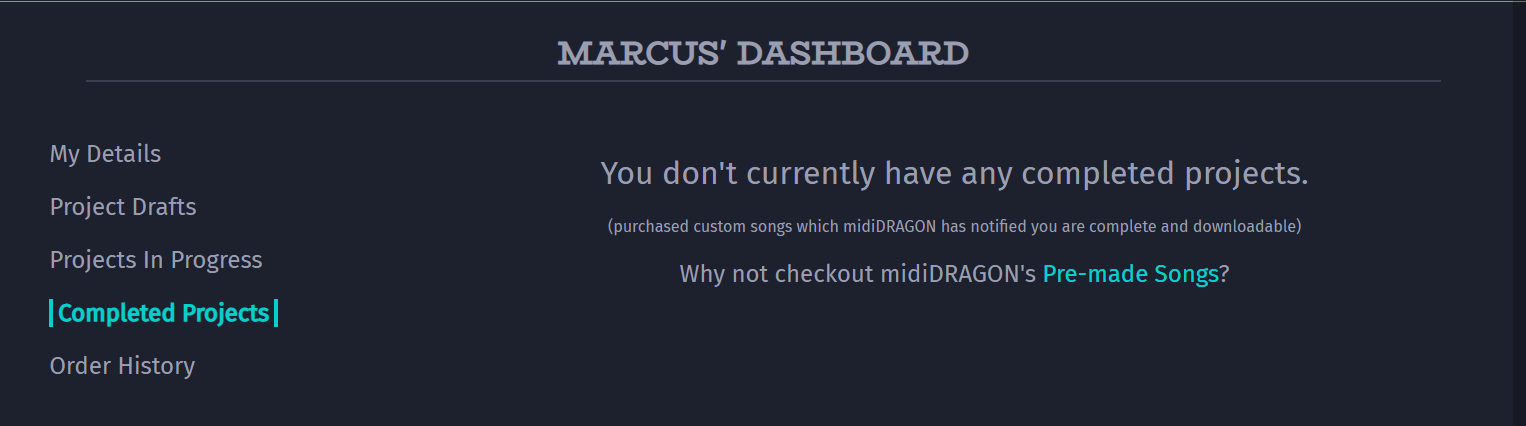 MARCUS' DASHBOARD
My Details
Project Drafts
Projects In Progress
Completed Projects
Order History
You don't currently have any completed projects.
(purchased custom songs which midiDRAGON has notified you are complete and downloadable)
Why not checkout midiDRAGON's Pre-made Songs?